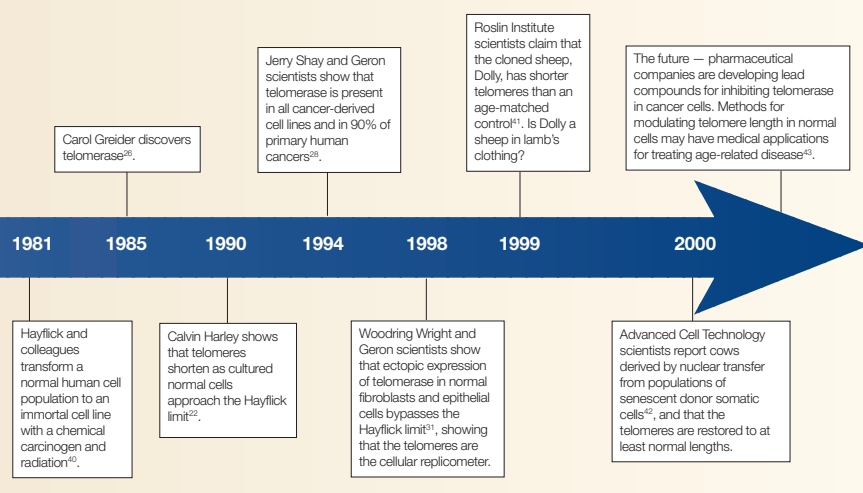 Carol Greider discovers
telomerase26.
Jerry Shay and Geron
scientists show that
telomerase is present
in all cancer-derived
cell lines and in 90% of
primary human
cancers28.
Roslin Institute
scientists claim that
the cloned sheep,
Dolly, has shorter
telomeres than an
age-matched
control41. Is Dolly a
sheep in lamb's
clothing?
The future — pharmaceutical
companies are developing lead
compounds for inhibiting telomerase
in cancer cells. Methods for
modulating telomere length in normal
cells may have medical applications
for treating age-related disease43.
1981 1985 1990 1994 1998 1999 2000
Hayflick and
colleagues
transform a
normal human cell
population to an
immortal cell line
with a chemical
carcinogen and
radiation40.
Calvin Harley shows
that telomeres
shorten as cultured
normal cells
approach the Hayflick
limit22.
Woodring Wright and
Geron scientists show
that ectopic expression
of telomerase in normal
fibroblasts and epithelial
cells bypasses the
Hayflick limit31, showing
that the telomeres are
the cellular replicometer.
Advanced Cell Technology
scientists report cows
derived by nuclear transfer
from populations of
senescent donor somatic
cells42, and that the
telomeres are restored to at
least normal lengths.